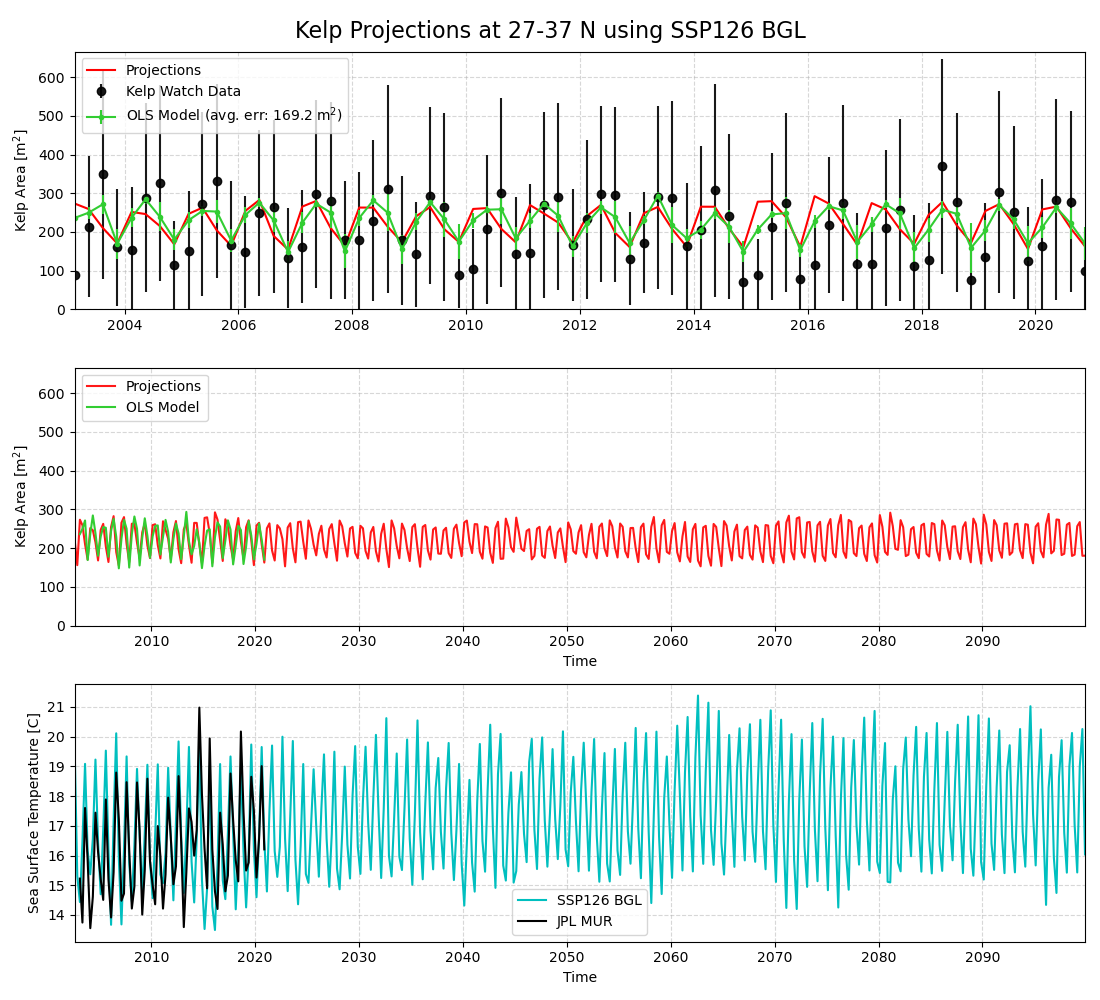 Kelp Projections at 27-37 N using SSP126 BGL
Kelp Area [m²]
600
500
400
300
200
100
0
Projections
Kelp Watch Data
OLS Model (avg. err: 169.2 m²)
2004 2006 2008 2010 2012 2014 2016 2018 2020
Kelp Area [m²]
600
500
400
300
200
100
0
Projections
OLS Model
2010 2020 2030 2040 2050 2060 2070 2080 2090
Time
Sea Surface Temperature [C]
21
20
19
18
17
16
15
14
SSP126 BGL
JPL MUR
2010 2020 2030 2040 2050 2060 2070 2080 2090
Time